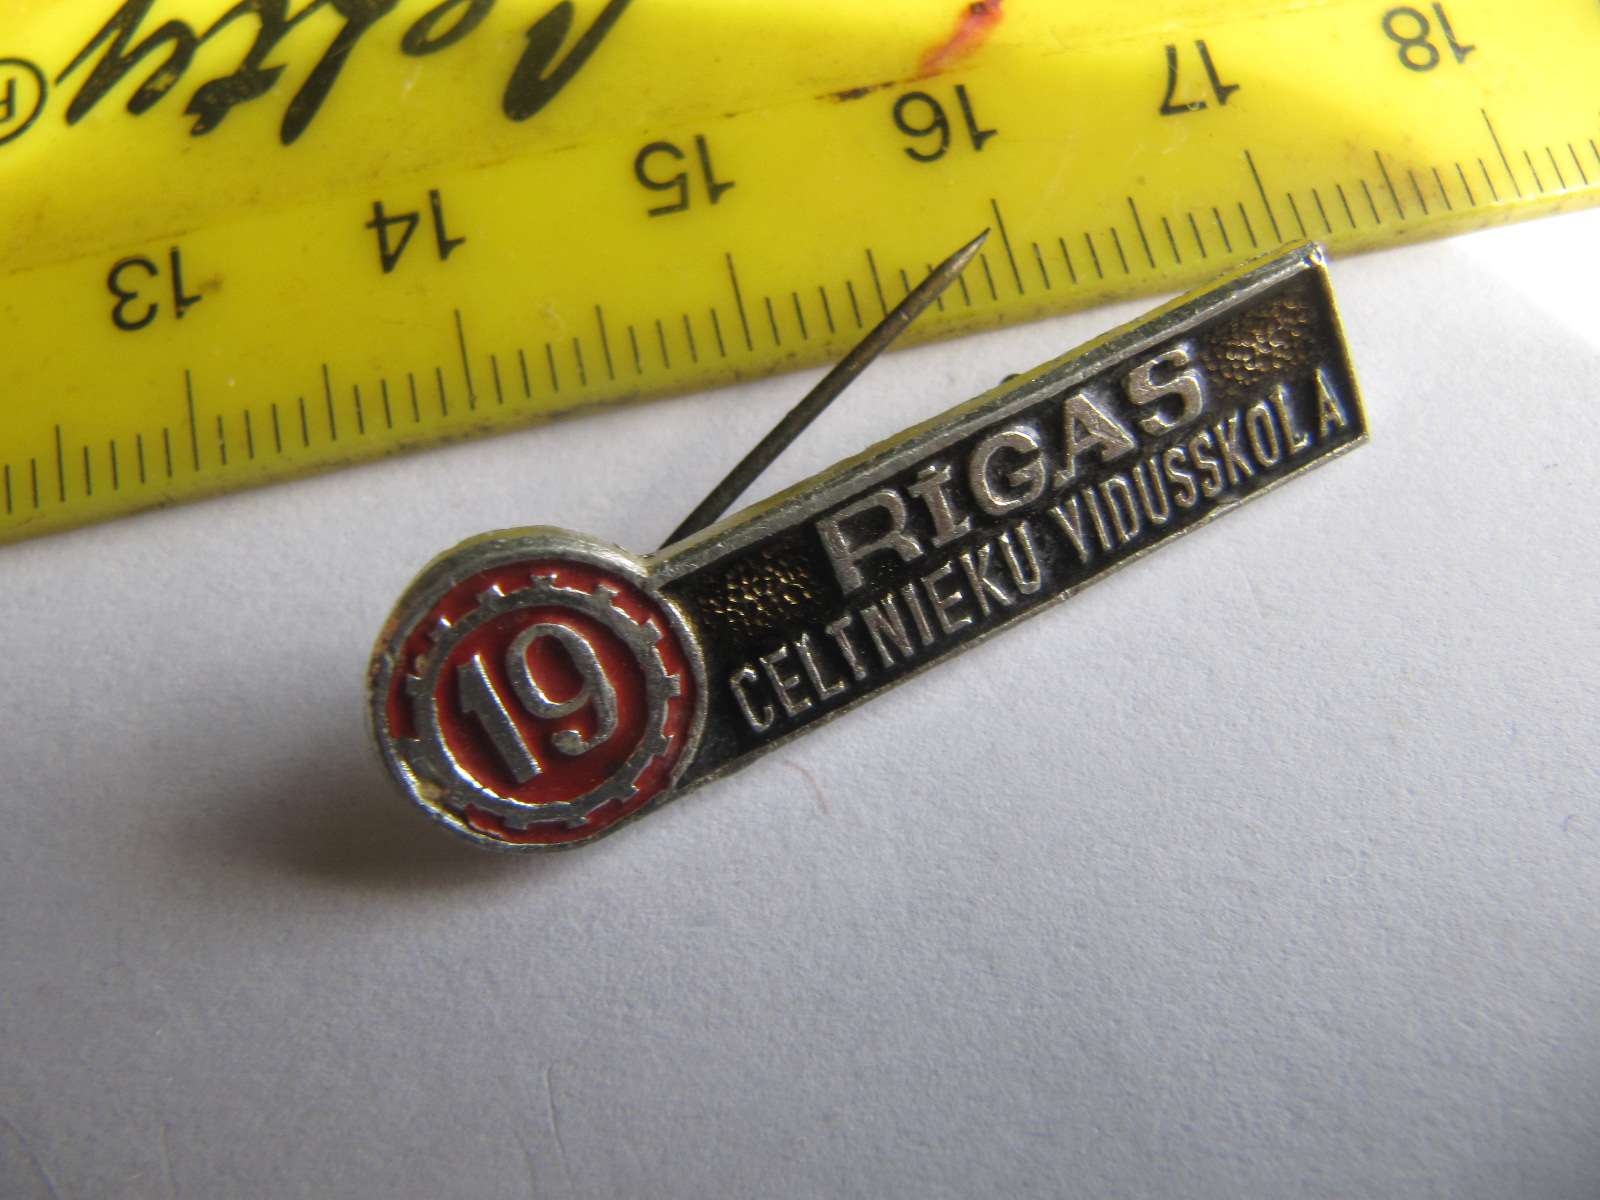 13 14 15 16 17 18
19
RĪGAS
CELTNIEKU VIDUSSKOLA